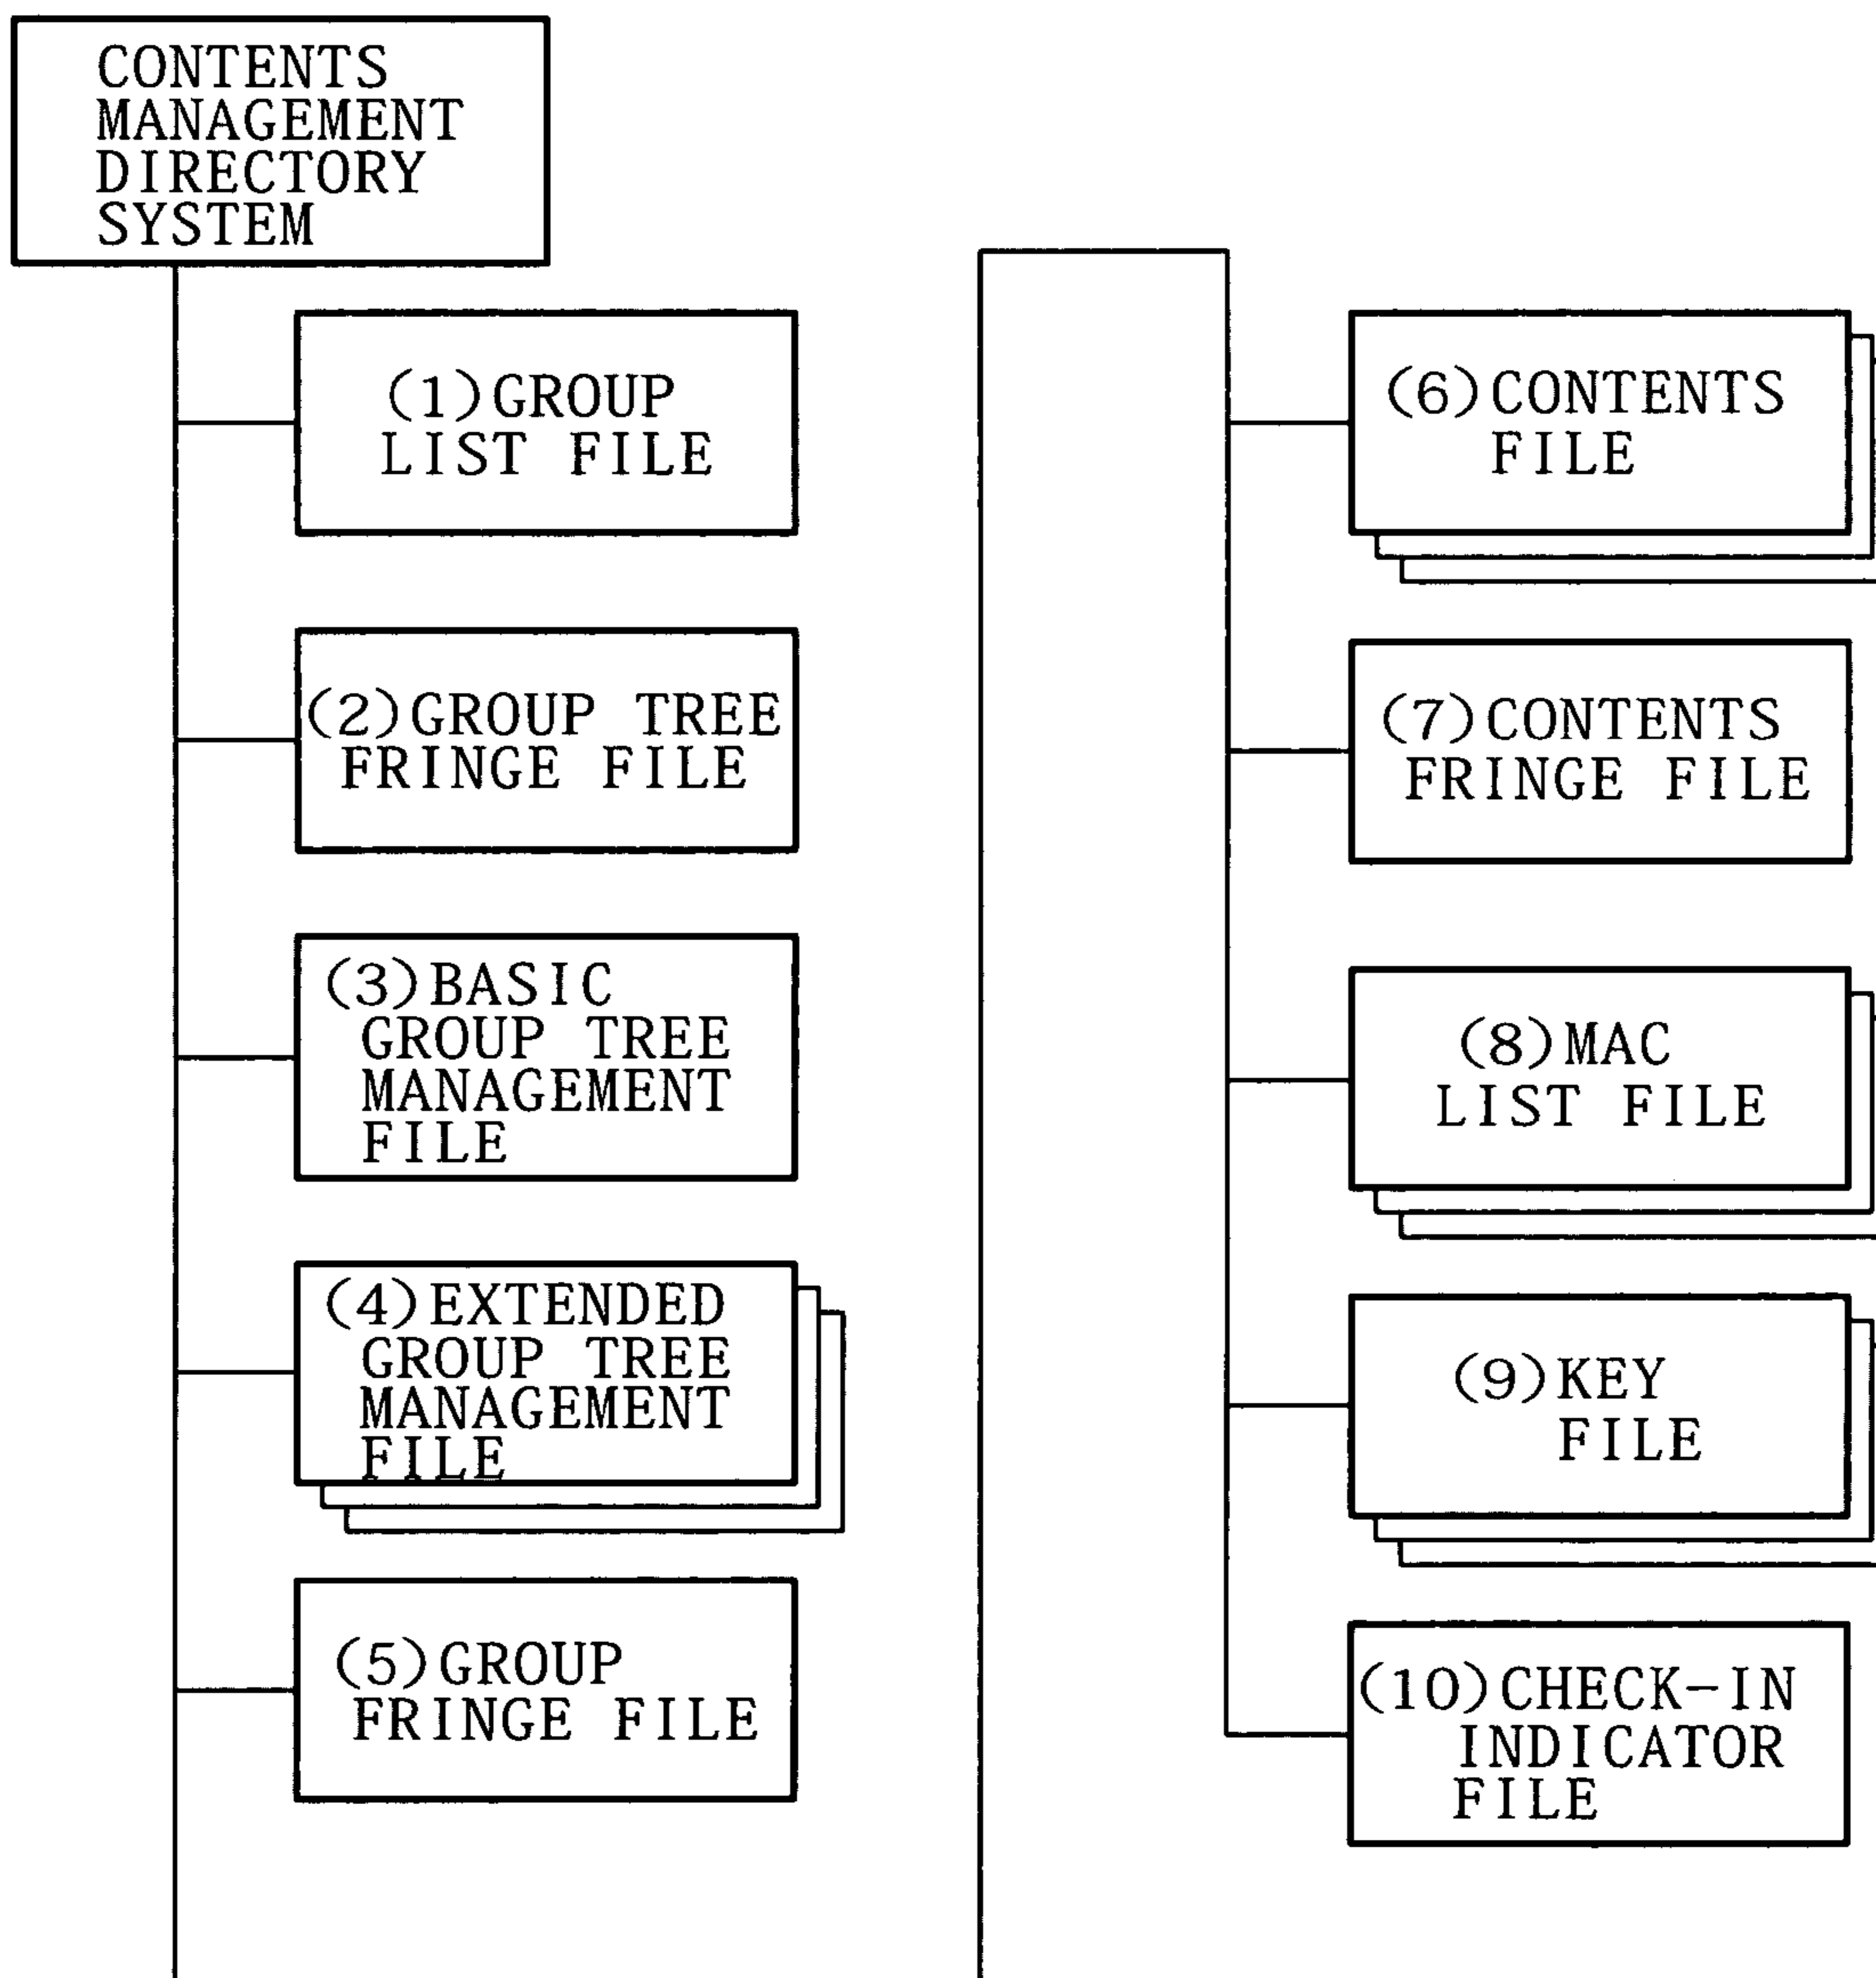 CONTENTS
MANAGEMENT
DIRECTORY
SYSTEM
(1)GROUP
LIST FILE
(2)GROUP TREE
FRINGE FILE
(3)BASIC
GROUP TREE
MANAGEMENT
FILE
(4)EXTENDED
GROUP TREE
MANAGEMENT
FILE
(5)GROUP
FRINGE FILE
(6)CONTENTS
FILE
(7)CONTENTS
FRINGE FILE
(8)MAC
LIST FILE
(9)KEY
FILE
(10)CHECK-IN
INDICATOR
FILE